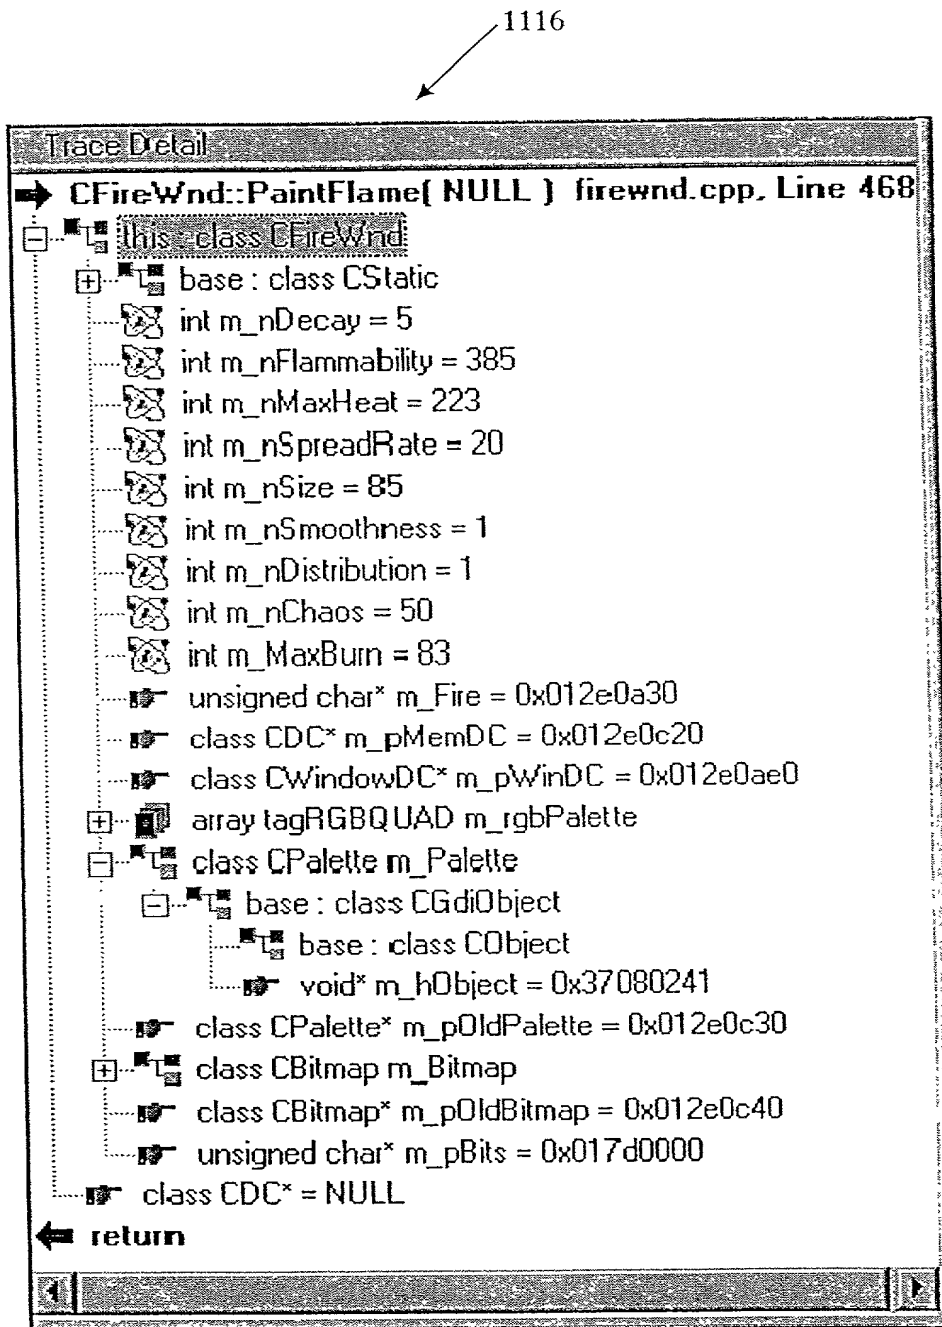 1116
Trace Detail
CFireWnd::PaintFlame( NULL ) firewnd.cpp, Line 468
this : class CFireWnd
base : class CStatic
int m_nDecay = 5
int m_nFlammability = 385
int m_nMaxHeat = 223
int m_nSpreadRate = 20
int m_nSize = 85
int m_nSmoothness = 1
int m_nDistribution = 1
int m_nChaos = 50
int m_MaxBurn = 83
unsigned char* m_Fire = 0x012e0a30
class CDC* m_pMemDC = 0x012e0c20
class CWindowDC* m_pWinDC = 0x012e0ae0
array tagRGBQUAD m_rgbPalette
class CPalette m_Palette
base : class CGdiObject
base : class CObject
void* m_hObject = 0x37080241
class CPalette* m_pOldPalette = 0x012e0c30
class CBitmap m_Bitmap
class CBitmap* m_pOldBitmap = 0x012e0c40
unsigned char* m_pBits = 0x017d0000
class CDC* = NULL
return